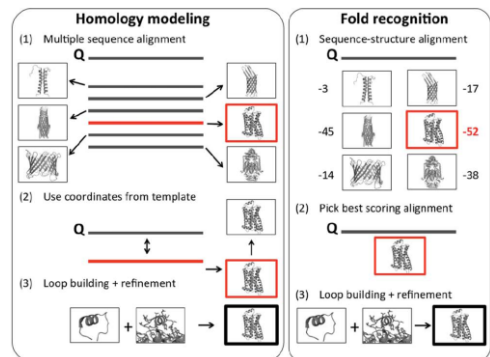 Homology modeling
(1) Multiple sequence alignment
Q
(2) Use coordinates from template
Q
(3) Loop building + refinement
+
Fold recognition
(1) Sequence-structure alignment
Q
-3 -17
-45 -52
-14 -38
(2) Pick best scoring alignment
Q
(3) Loop building + refinement
+